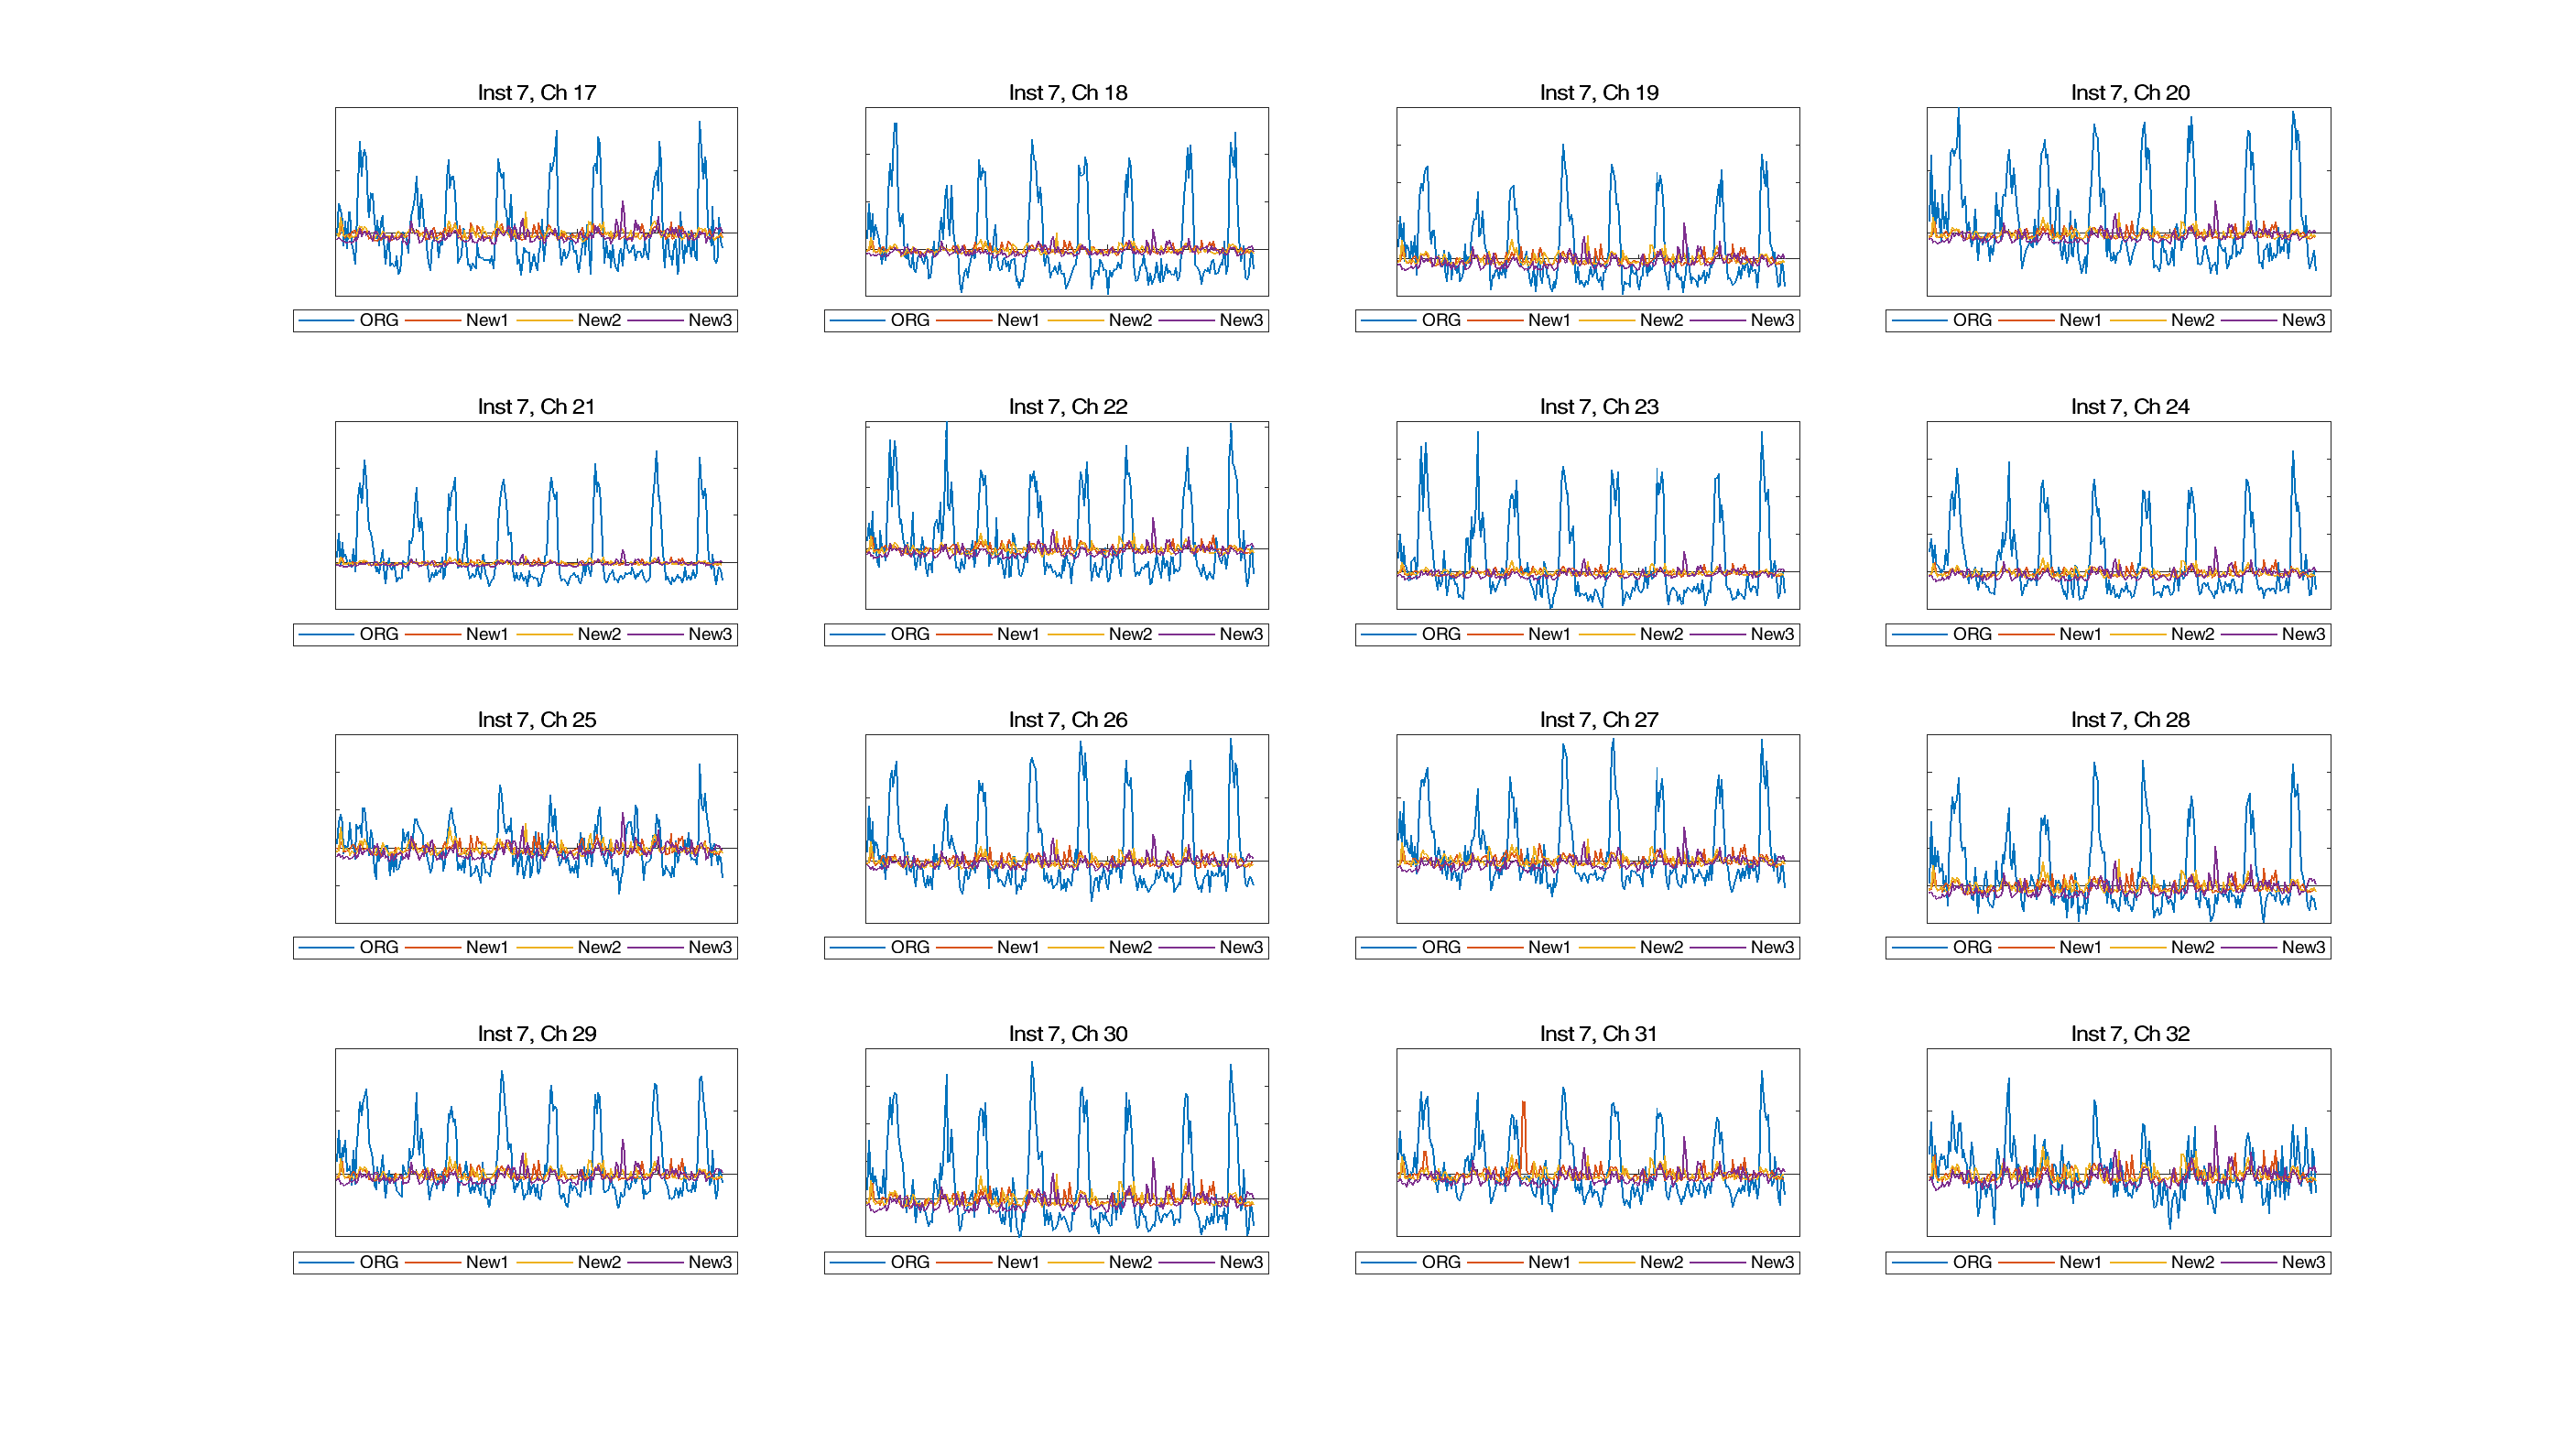 Inst 7, Ch 17
Inst 7, Ch 18
Inst 7, Ch 19
Inst 7, Ch 20
ORG New1 New2 New3
ORG New1 New2 New3
ORG New1 New2 New3
ORG New1 New2 New3
Inst 7, Ch 21
Inst 7, Ch 22
Inst 7, Ch 23
Inst 7, Ch 24
ORG New1 New2 New3
ORG New1 New2 New3
ORG New1 New2 New3
ORG New1 New2 New3
Inst 7, Ch 25
Inst 7, Ch 26
Inst 7, Ch 27
Inst 7, Ch 28
ORG New1 New2 New3
ORG New1 New2 New3
ORG New1 New2 New3
ORG New1 New2 New3
Inst 7, Ch 29
Inst 7, Ch 30
Inst 7, Ch 31
Inst 7, Ch 32
ORG New1 New2 New3
ORG New1 New2 New3
ORG New1 New2 New3
ORG New1 New2 New3